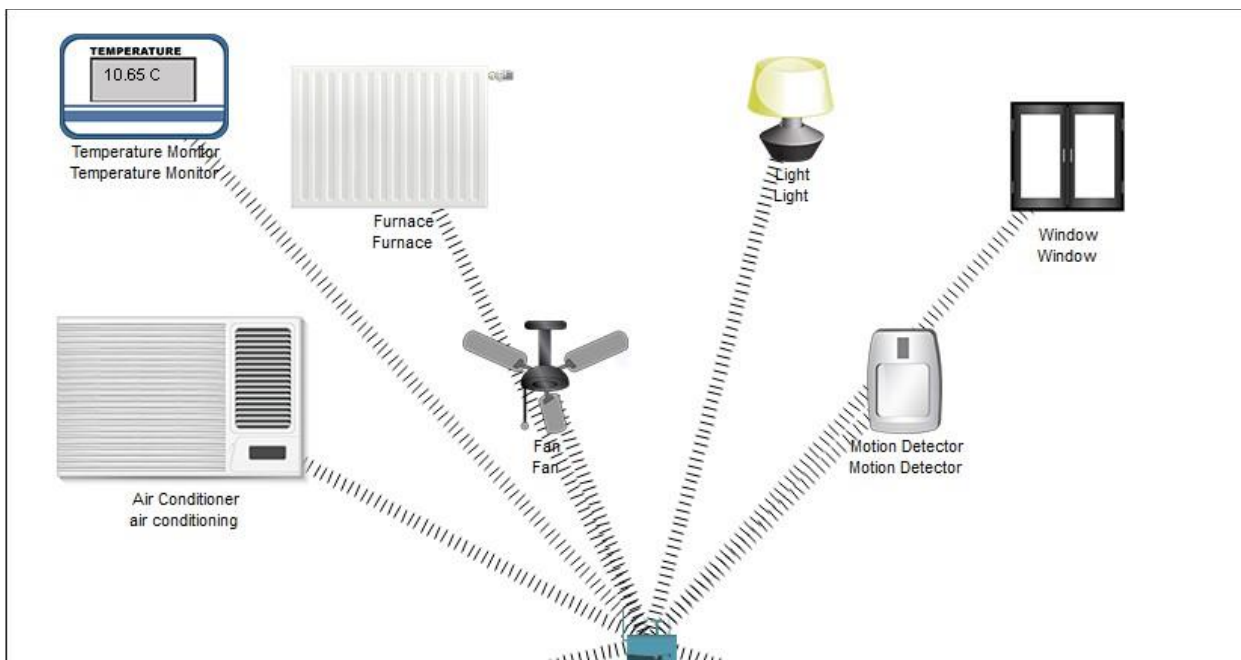 TEMPERATURE
10.65 C
Temperature Monitor
Temperature Monitor
Furnace
Furnace
Light
Light
Window
Window
Air Conditioner
air conditioning
Fan
Fan
Motion Detector
Motion Detector